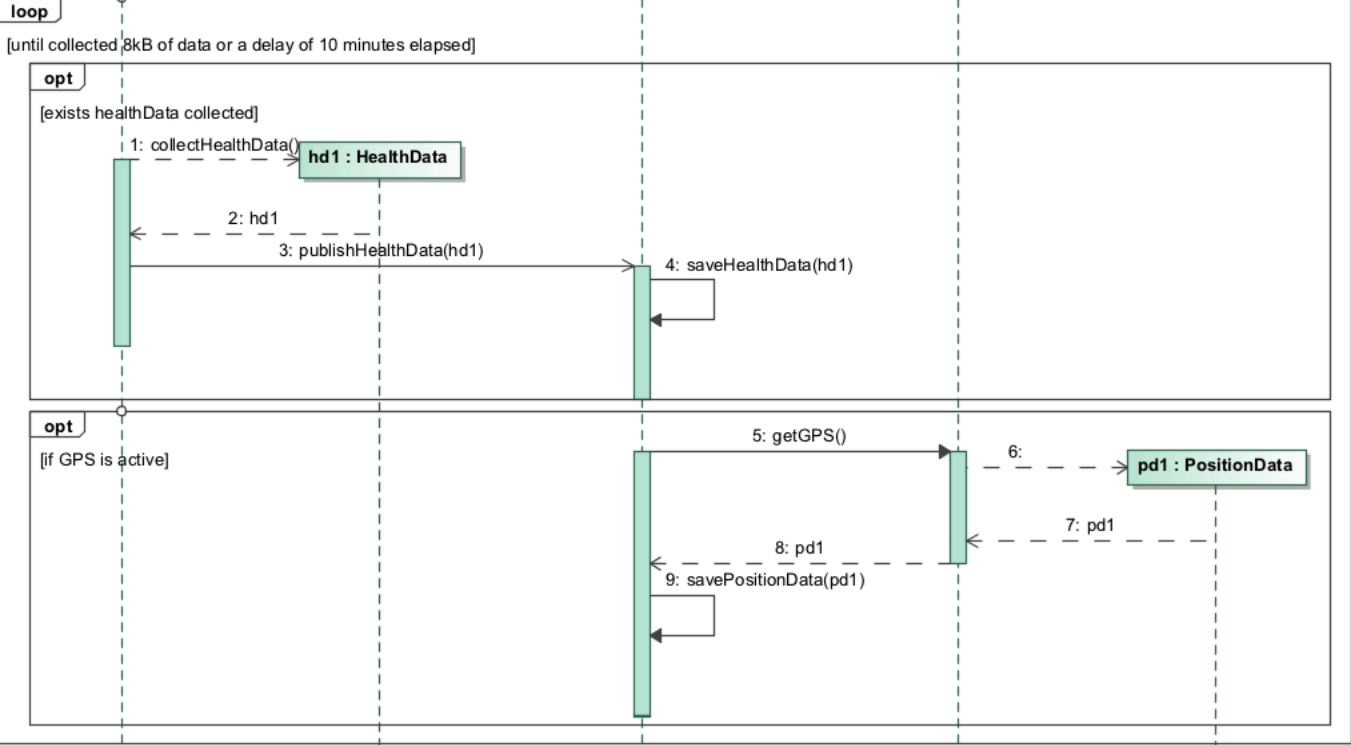 loop
[until collected 8kB of data or a delay of 10 minutes elapsed]
opt
[exists healthData collected]
1: collectHealthData()
hd1 : HealthData
2: hd1
3: publishHealthData(hd1)
4: saveHealthData(hd1)
opt
[if GPS is active]
5: getGPS()
6:
pd1 : PositionData
7: pd1
8: pd1
9: savePositionData(pd1)